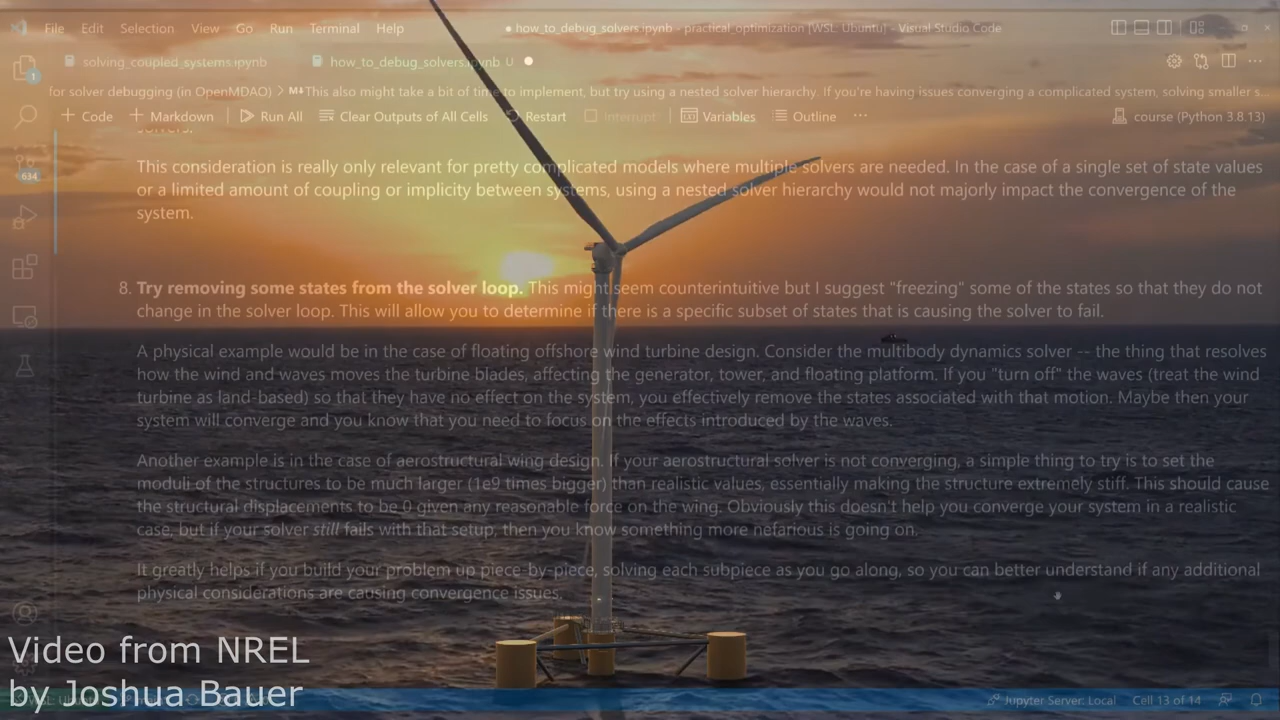 File Edit Selection View Go Run Terminal Help
● how_to_debug_solvers.ipynb - practical_optimization [WSL: Ubuntu] - Visual Studio Code
solving_coupled_systems.ipynb how_to_debug_solvers.ipynb U ●
for solver debugging (in OpenMDAO) > M↓This also might take a bit of time to implement, but try using a nested solver hierarchy. If you're having issues converging a complicated system, solving smaller s...
+ Code + Markdown Run All Clear Outputs of All Cells Restart Interrupt Variables Outline ... course (Python 3.8.13)
solvers.
This consideration is really only relevant for pretty complicated models where multiple solvers are needed. In the case of a single set of state values
or a limited amount of coupling or implicity between systems, using a nested solver hierarchy would not majorly impact the convergence of the
system.
8. Try removing some states from the solver loop. This might seem counterintuitive but I suggest "freezing" some of the states so that they do not
change in the solver loop. This will allow you to determine if there is a specific subset of states that is causing the solver to fail.
A physical example would be in the case of floating offshore wind turbine design. Consider the multibody dynamics solver -- the thing that resolves
how the wind and waves moves the turbine blades, affecting the generator, tower, and floating platform. If you "turn off" the waves (treat the wind
turbine as land-based) so that they have no effect on the system, you effectively remove the states associated with that motion. Maybe then your
system will converge and you know that you need to focus on the effects introduced by the waves.
Another example is in the case of aerostructural wing design. If your aerostructural solver is not converging, a simple thing to try is to set the
moduli of the structures to be much larger (1e9 times bigger) than realistic values, essentially making the structure extremely stiff. This should cause
the structural displacements to be 0 given any reasonable force on the wing. Obviously this doesn't help you converge your system in a realistic
case, but if your solver still fails with that setup, then you know something more nefarious is going on.
It greatly helps if you build your problem up piece-by-piece, solving each subpiece as you go along, so you can better understand if any additional
physical considerations are causing convergence issues.
1
634
Video from NREL
by Joshua Bauer
Jupyter Server: Local Cell 13 of 14